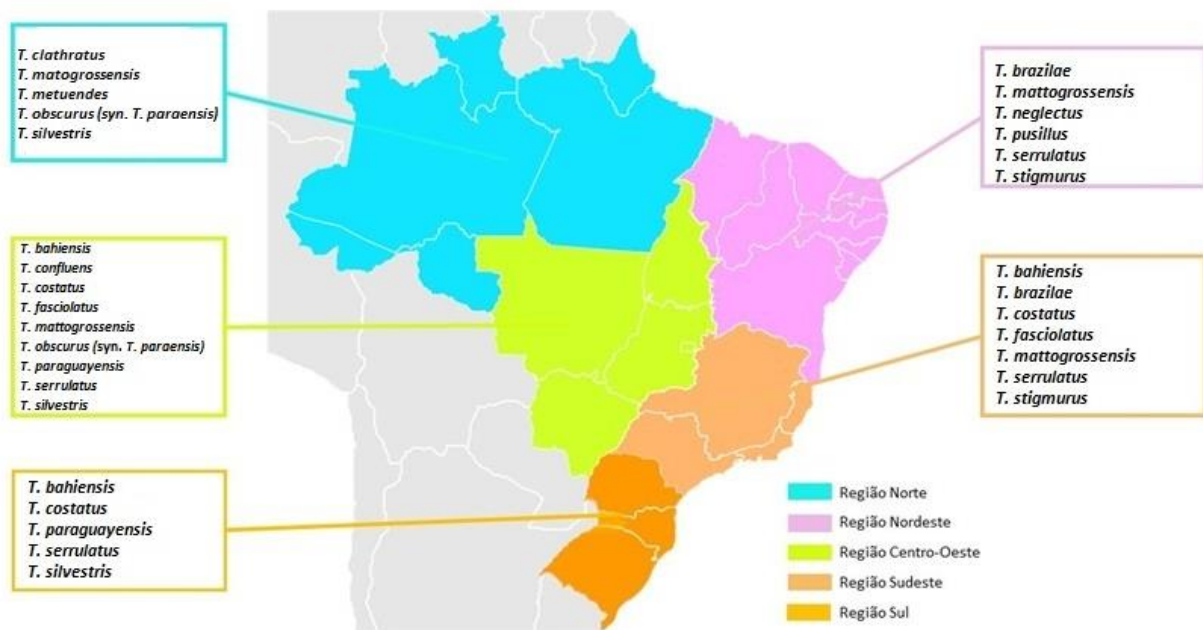 T. clathratus
T. matogrossensis
T. metuendes
T. obscurus (syn. T. paraensis)
T. silvestris
T. brazilae
T. mattogrossensis
T. neglectus
T. pusillus
T. serrulatus
T. stigmurus
T. bahiensis
T. confluens
T. costatus
T. fasciolatus
T. mattogrossensis
T. obscurus (syn. T. paraensis)
T. paraguayensis
T. serrulatus
T. silvestris
T. bahiensis
T. brazilae
T. costatus
T. fasciolatus
T. mattogrossensis
T. serrulatus
T. stigmurus
T. bahiensis
T. costatus
T. paraguayensis
T. serrulatus
T. silvestris
Região Norte
Região Nordeste
Região Centro-Oeste
Região Sudeste
Região Sul